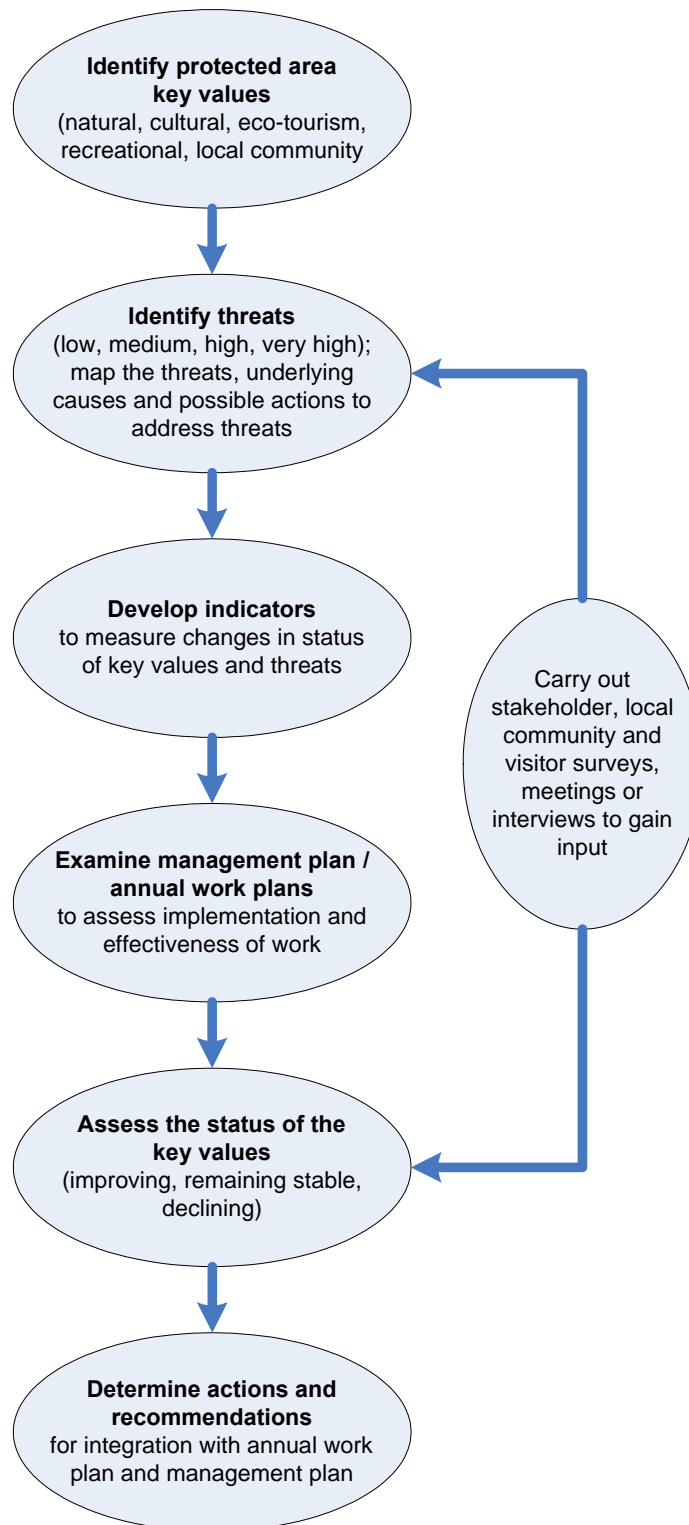 Identify protected area
key values
(natural, cultural, eco-tourism,
recreational, local community
Identify threats
(low, medium, high, very high);
map the threats, underlying
causes and possible actions to
address threats
Develop indicators
to measure changes in status
of key values and threats
Carry out
stakeholder, local
community and
visitor surveys,
meetings or
interviews to gain
input
Examine management plan /
annual work plans
to assess implementation and
effectiveness of work
Assess the status of the
key values
(improving, remaining stable,
declining)
Determine actions and
recommendations
for integration with annual work
plan and management plan